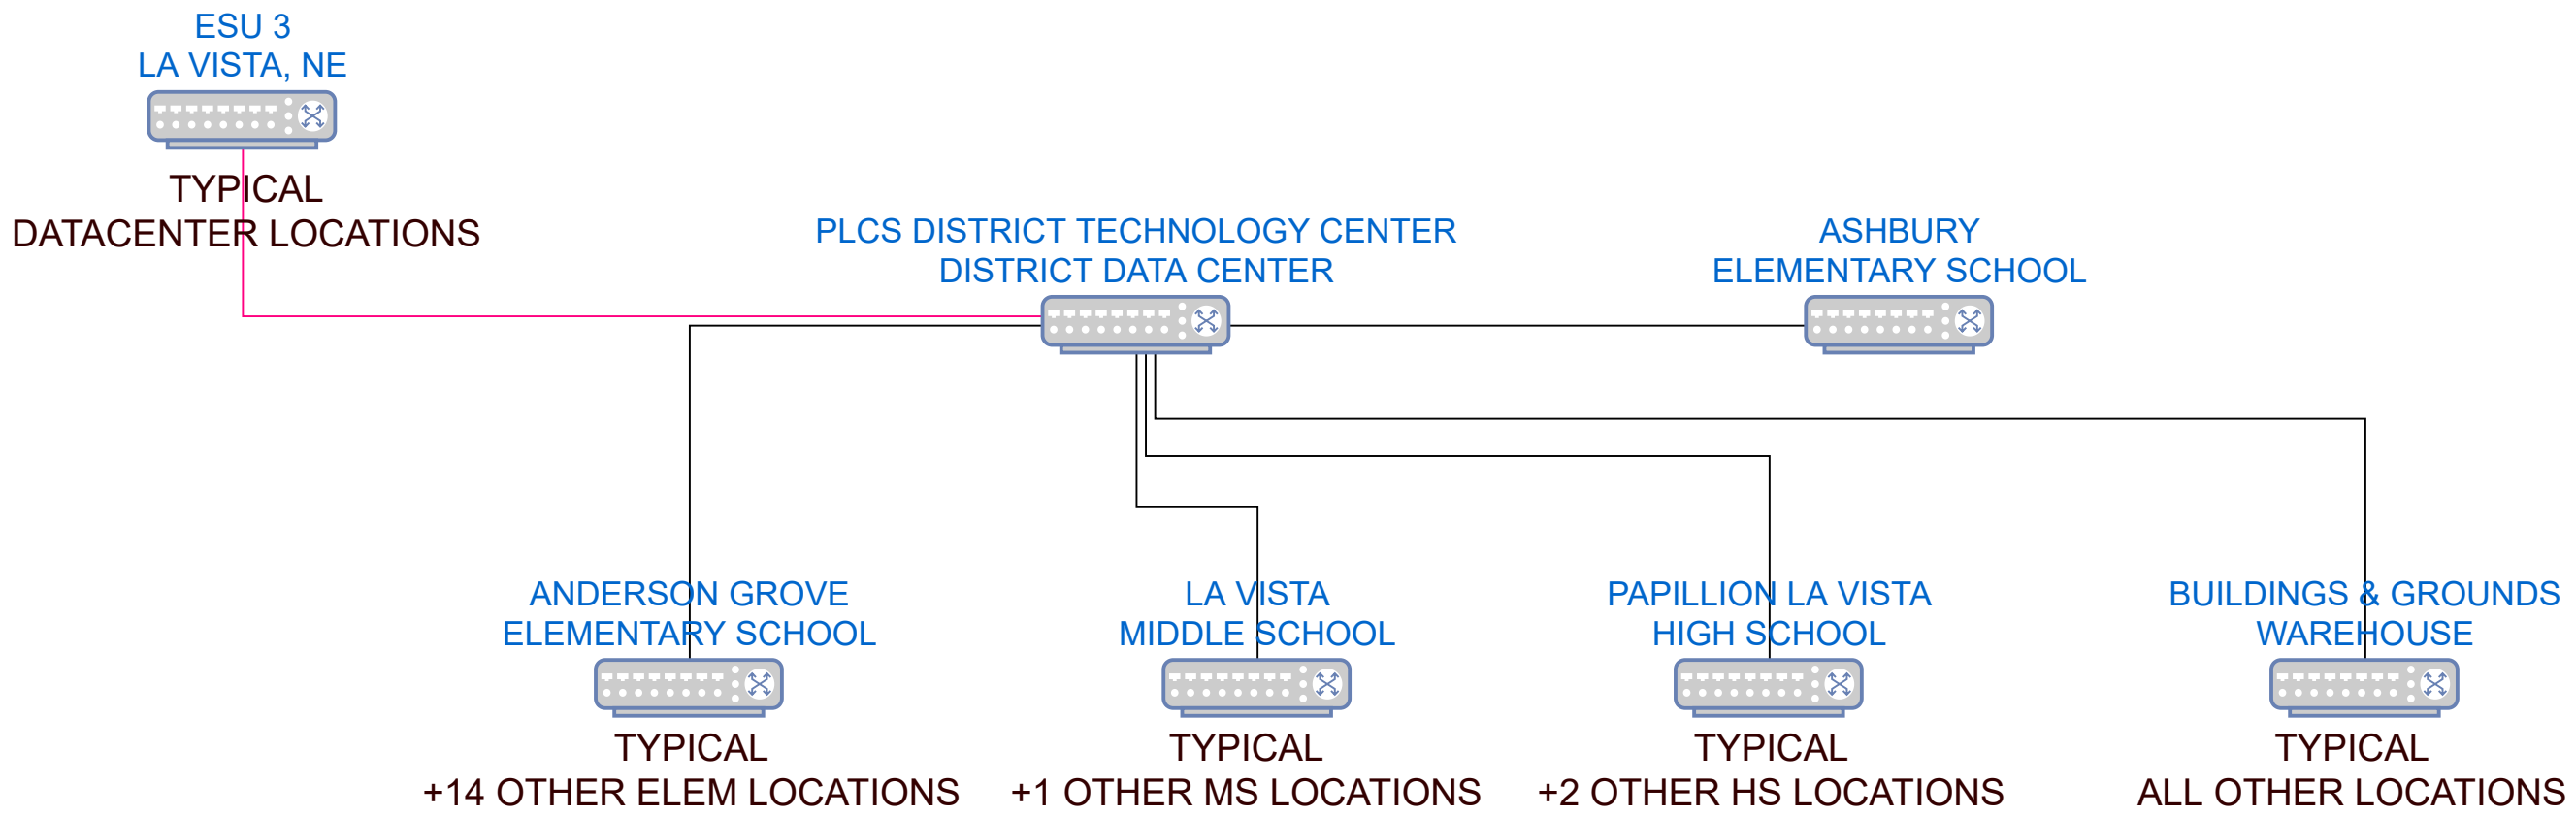 ESU 3
LA VISTA, NE
TYPICAL
DATACENTER LOCATIONS
PLCS DISTRICT TECHNOLOGY CENTER
DISTRICT DATA CENTER
ASHBURY
ELEMENTARY SCHOOL
ANDERSON GROVE
ELEMENTARY SCHOOL
TYPICAL
+14 OTHER ELEM LOCATIONS
LA VISTA
MIDDLE SCHOOL
TYPICAL
+1 OTHER MS LOCATIONS
PAPILLION LA VISTA
HIGH SCHOOL
TYPICAL
+2 OTHER HS LOCATIONS
BUILDINGS & GROUNDS
WAREHOUSE
TYPICAL
ALL OTHER LOCATIONS